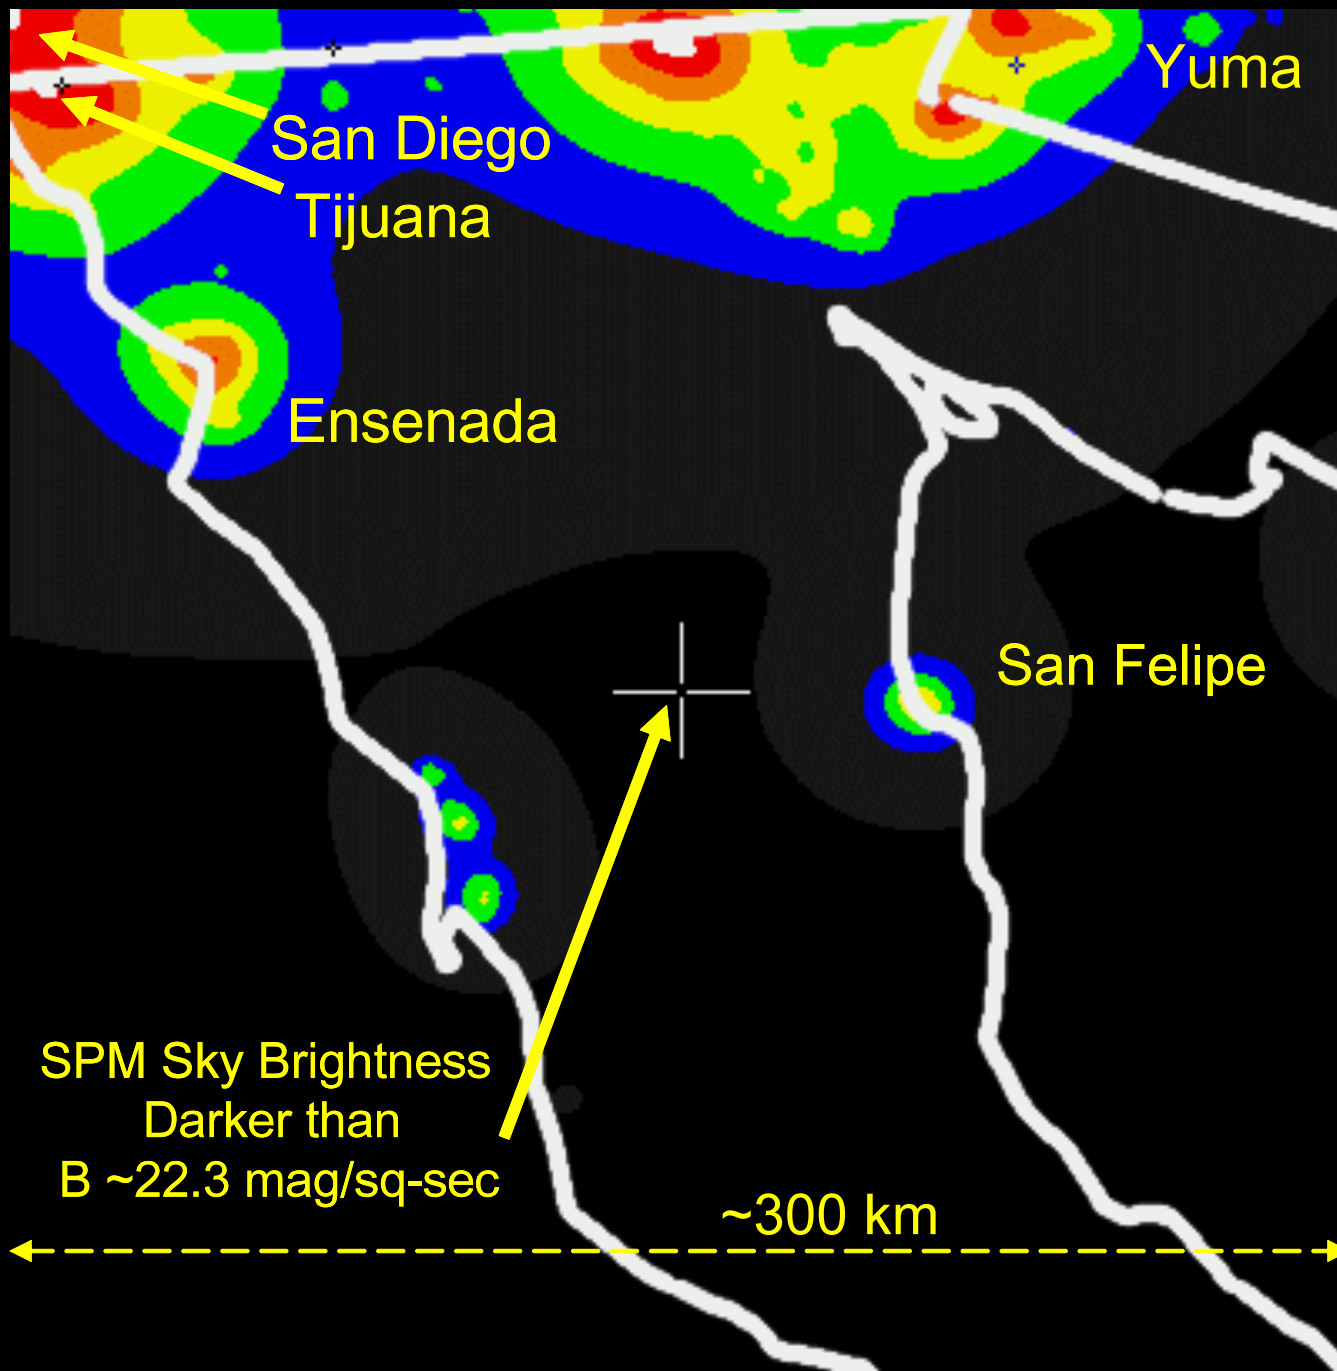 Yuma
San Diego
Tijuana
Ensenada
San Felipe
SPM Sky Brightness
Darker than
B ~22.3 mag/sq-sec
~300 km